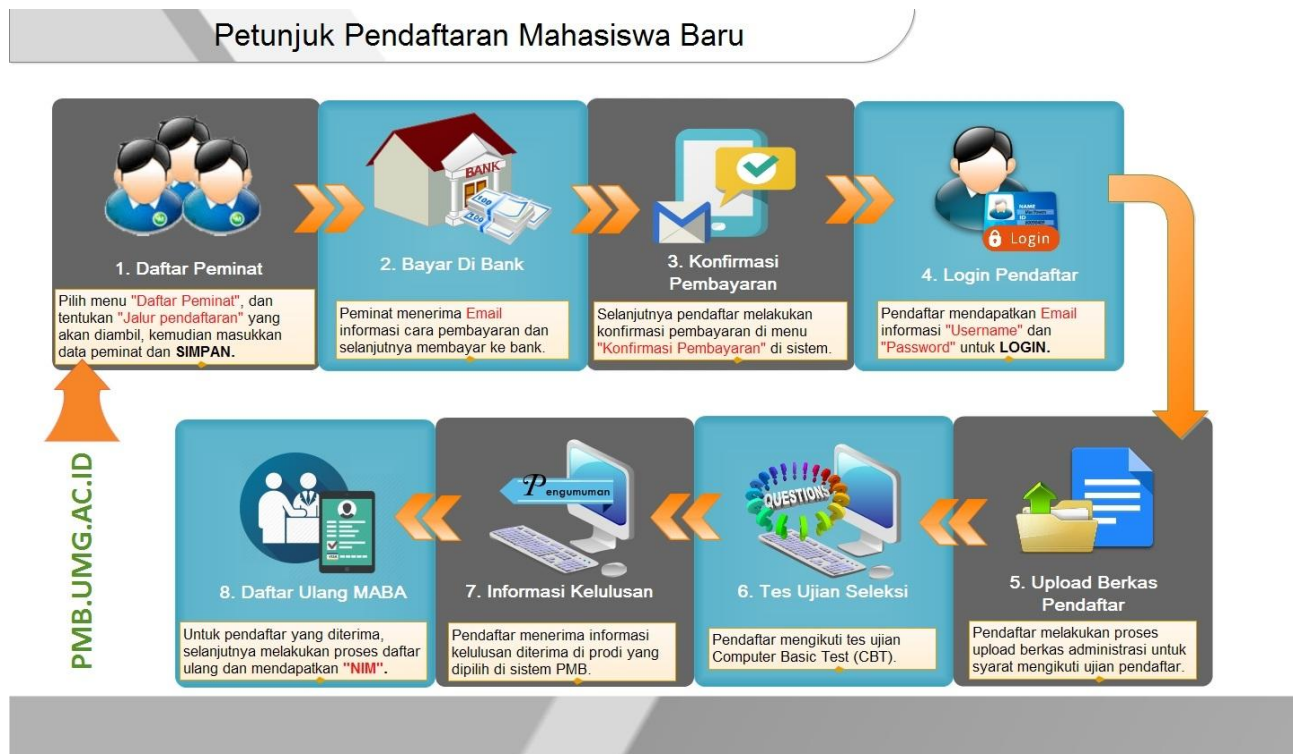 Petunjuk Pendaftaran Mahasiswa Baru
1. Daftar Peminat
Pilih menu "Daftar Peminat", dan
tentukan "Jalur pendaftaran" yang
akan diambil, kemudian masukkan
data peminat dan SIMPAN.
BANK
100
100
2. Bayar Di Bank
Peminat menerima Email
informasi cara pembayaran dan
selanjutnya membayar ke bank.
3. Konfirmasi
Pembayaran
Selanjutnya pendaftar melakukan
konfirmasi pembayaran di menu
"Konfirmasi Pembayaran" di sistem.
NAME
ID
Login
4. Login Pendaftar
Pendaftar mendapatkan Email
informasi "Username" dan
"Password" untuk LOGIN.
5. Upload Berkas
Pendaftar
Pendaftar melakukan proses
upload berkas administrasi untuk
syarat mengikuti ujian pendaftar.
QUESTIONS
6. Tes Ujian Seleksi
Pendaftar mengikuti tes ujian
Computer Basic Test (CBT).
Pengumuman
7. Informasi Kelulusan
Pendaftar menerima informasi
kelulusan diterima di prodi yang
dipilih di sistem PMB.
8. Daftar Ulang MABA
Untuk pendaftar yang diterima,
selanjutnya melakukan proses daftar
ulang dan mendapatkan "NIM".
PMB.UMG.AC.ID